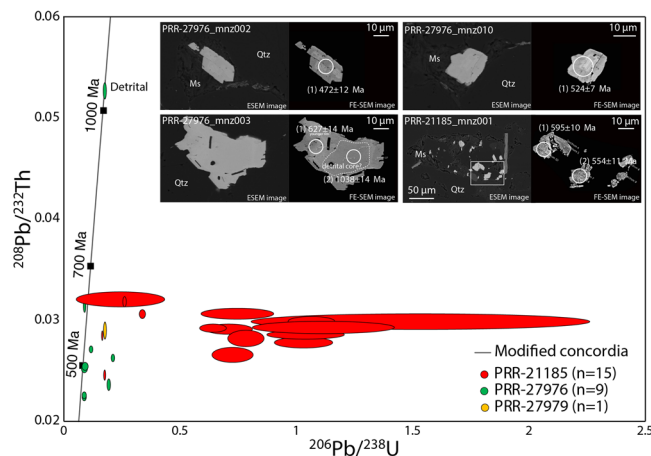 0.06
0.05
0.04
0.03
0.02
0
0.5
1
1.5
2
2.5
208Pb/232Th
206Pb/238U
1000 Ma
700 Ma
500 Ma
Detrital
PRR-27976_mnz002
Qtz
Ms
ESEM image
10 µm
(1) 472±12 Ma
FE-SEM image
PRR-27976_mnz010
Ms
Qtz
ESEM image
10 µm
(1) 524±7 Ma
FE-SEM image
PRR-27976_mnz003
Qtz
ESEM image
10 µm
(1) 627±14 Ma
detrital core
(2) 1038±14 Ma
FE-SEM image
PRR-21185_mnz001
Ms
Qtz
50 µm
ESEM image
10 µm
(1) 595±10 Ma
(2) 554±11 Ma
FE-SEM image
Modified concordia
PRR-21185 (n=15)
PRR-27976 (n=9)
PRR-27979 (n=1)